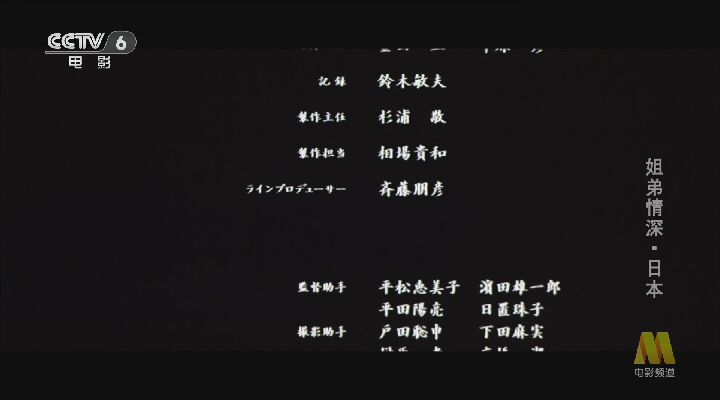 CCTV 6
电影
記録 鈴木敏夫
製作主任 杉浦 敬
製作担当 相場貴和
ラインプロデューサー 斉藤朋彦
監督助手 平松恵美子 濱田雄一郎
平田陽亮 日置珠子
撮影助手 戸田聡申 下田麻実
姐弟情深·日本
电影频道